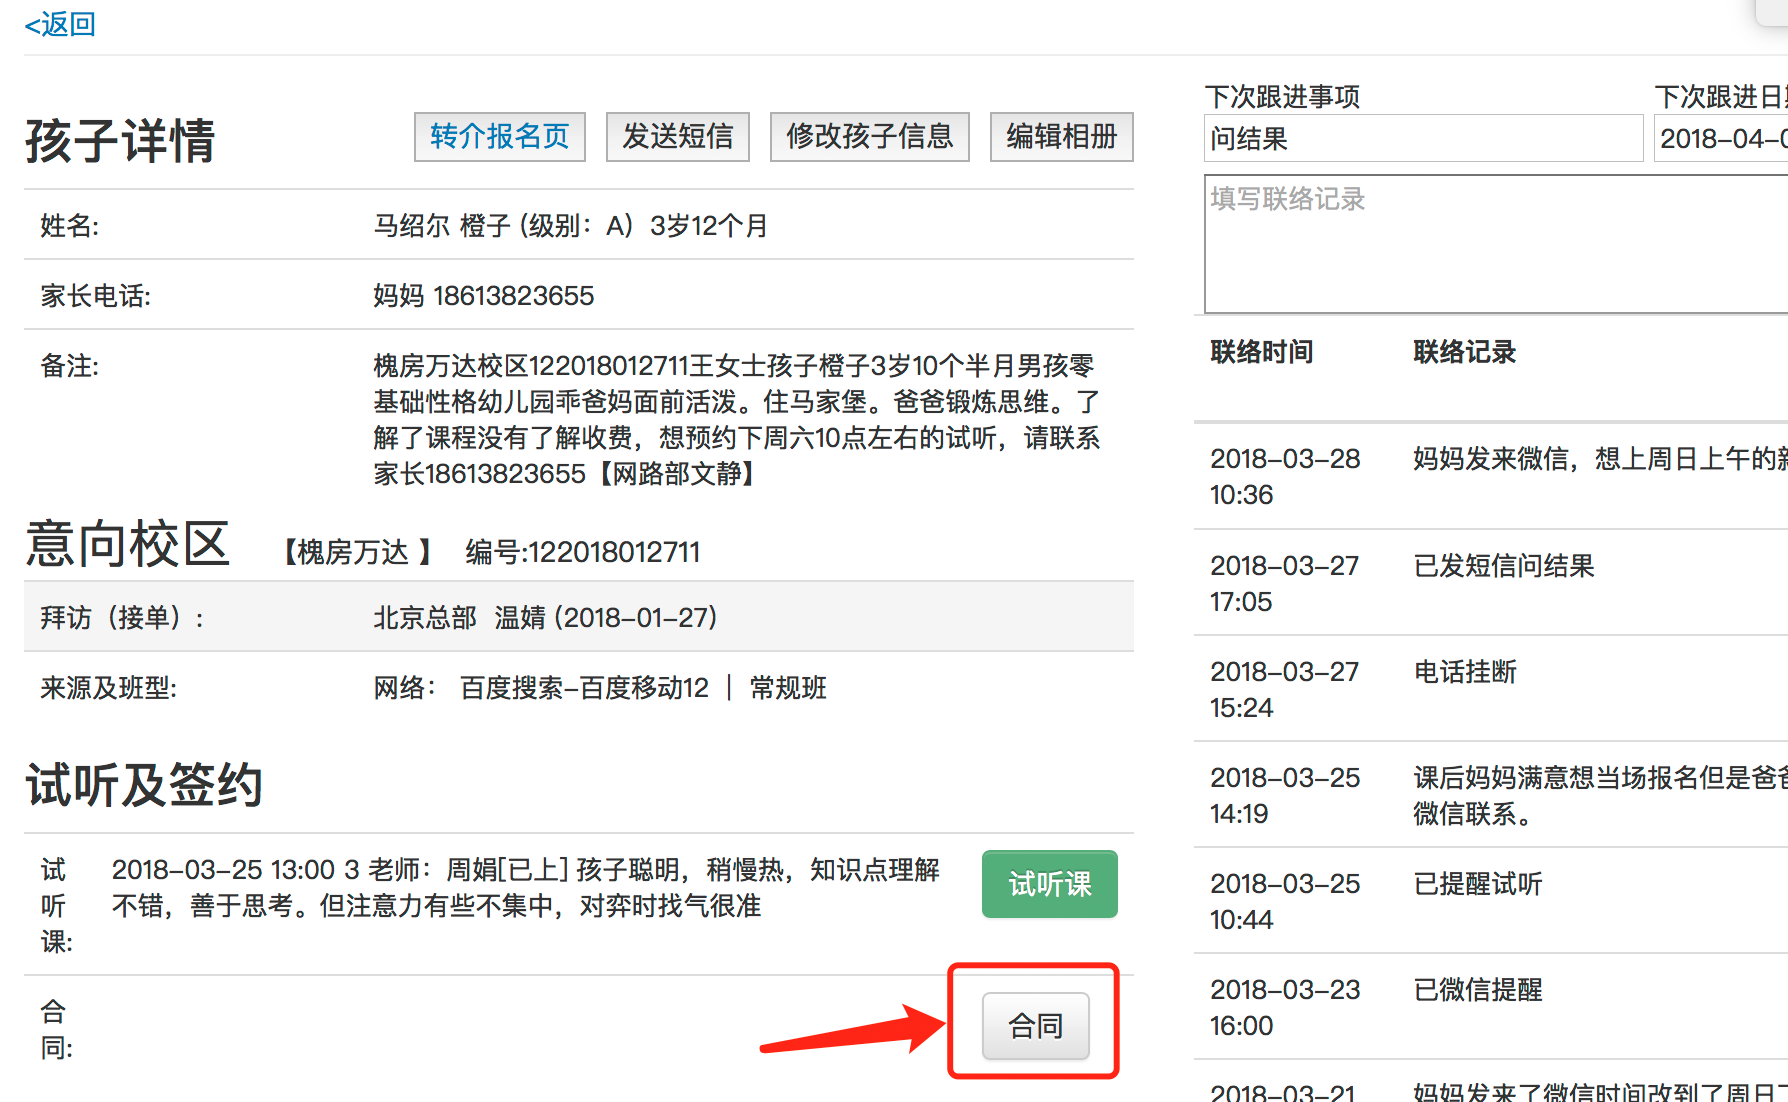 <返回
孩子详情
转介报名页
发送短信
修改孩子信息
编辑相册
姓名:
马绍尔 橙子 (级别：A) 3岁12个月
家长电话:
妈妈 18613823655
备注:
槐房万达校区122018012711王女士孩子橙子3岁10个半月男孩零
基础性格幼儿园乖爸妈面前活泼。住马家堡。爸爸锻炼思维。了
解了课程没有了解收费，想预约下周六10点左右的试听，请联系
家长18613823655【网路部文静】
意向校区 【槐房万达 】 编号:122018012711
拜访（接单）:
北京总部 温婧 (2018-01-27)
来源及班型:
网络： 百度搜索-百度移动12 | 常规班
试听及签约
试
听
课:
2018-03-25 13:00 3 老师：周娟[已上] 孩子聪明，稍慢热，知识点理解
不错，善于思考。但注意力有些不集中，对弈时找气很准
试听课
合
同:
合同
下次跟进事项
下次跟进日
问结果
2018-04-0
填写联络记录
联络时间
联络记录
2018-03-28
10:36
妈妈发来微信，想上周日上午的新
2018-03-27
17:05
已发短信问结果
2018-03-27
15:24
电话挂断
2018-03-25
14:19
课后妈妈满意想当场报名但是爸爸
微信联系。
2018-03-25
10:44
已提醒试听
2018-03-23
16:00
已微信提醒
2018-03-21
妈妈发来了微信时间改到了周日下